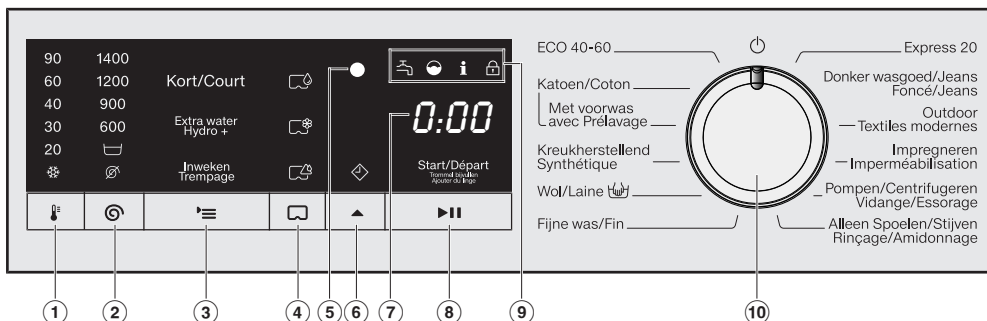 90
60
40
30
20
1400
1200
900
600
Kort/Court
Extra water
Hydro +
Inweken
Trempage
0:00
Start/Départ
Trommel bijvullen
Ajouter du linge
ECO 40-60
Katoen/Coton
Met voorwas
avec Prélavage
Kreukherstellend
Synthétique
Wol/Laine
Fijne was/Fin
Express 20
Donker wasgoed/Jeans
Foncé/Jeans
Outdoor
Textiles modernes
Impregneren
Imperméabilisation
Pompen/Centrifugeren
Vidange/Essorage
Alleen Spoelen/Stijven
Rinçage/Amidonnage
1
2
3
4
5
6
7
8
9
10